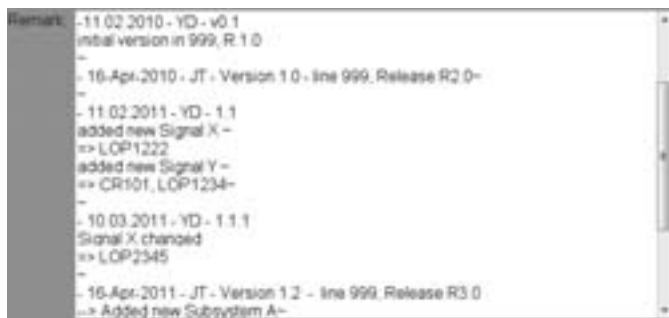 Remark:
-11.02.2010 - YD - v0.1
initial version in 999, R.1.0
~
- 16-Apr-2010 - JT - Version 1.0 - line 999, Release R2.0~
~
- 11.02.2011 - YD - 1.1
added new Signal X ~
=> LOP1222
added new Signal Y ~
=> CR101, LOP1234~
~
- 10.03.2011 - YD - 1.1.1
Signal X changed
=> LOP2345
~
- 16-Apr-2011 - JT - Version 1.2 - line 999, Release R3.0
--> Added new Subsystem A~